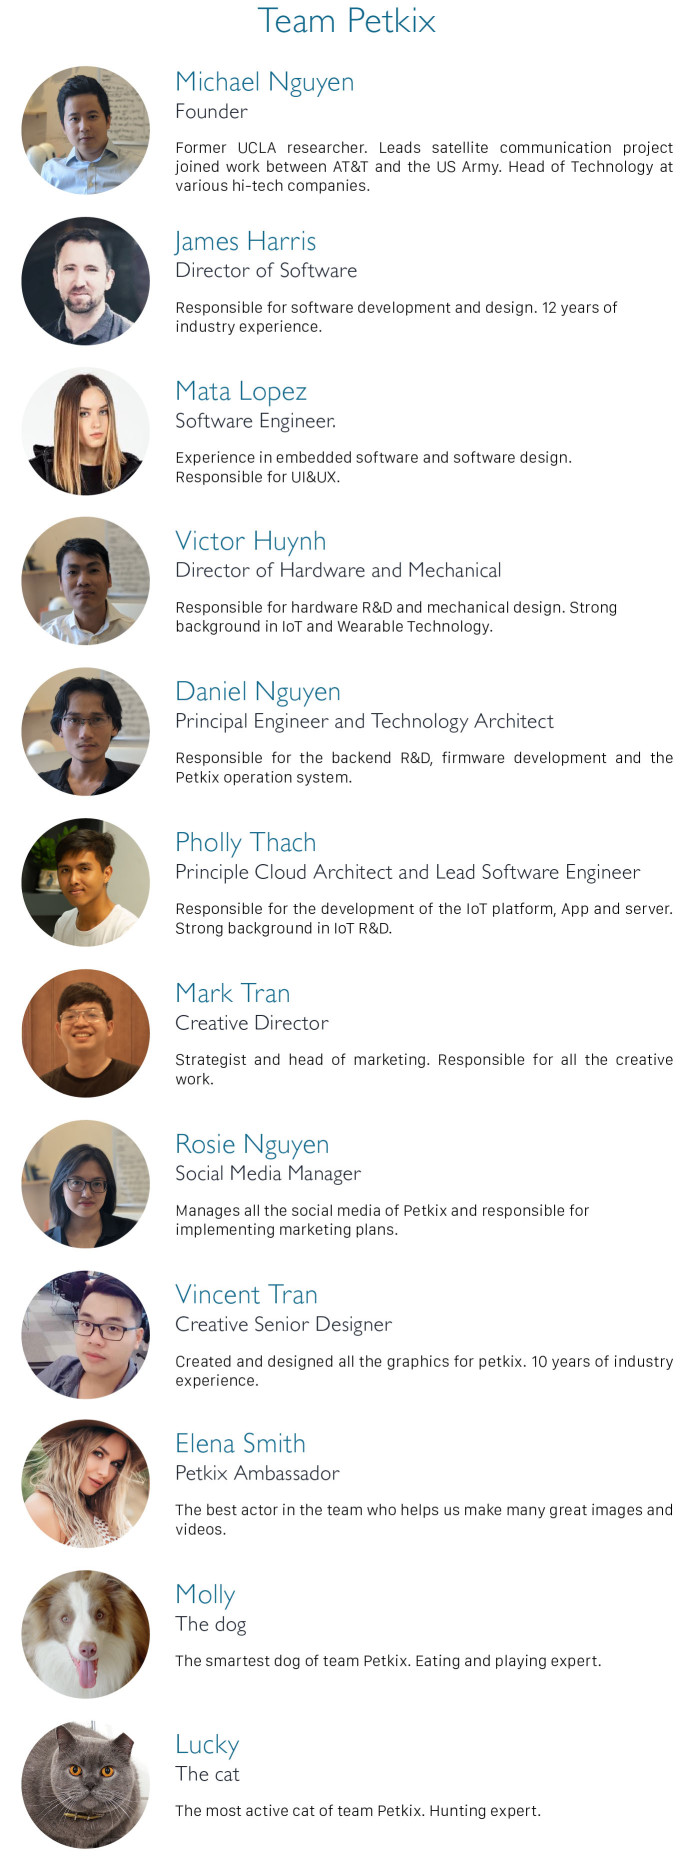 Team Petkix
Michael Nguyen
Founder
Former UCLA researcher. Leads satellite communication project
joined work between AT&T and the US Army. Head of Technology at
various hi-tech companies.
James Harris
Director of Software
Responsible for software development and design. 12 years of
industry experience.
Mata Lopez
Software Engineer.
Experience in embedded software and software design.
Responsible for UI&UX.
Victor Huynh
Director of Hardware and Mechanical
Responsible for hardware R&D and mechanical design. Strong
background in IoT and Wearable Technology.
Daniel Nguyen
Principal Engineer and Technology Architect
Responsible for the backend R&D, firmware development and the
Petkix operation system.
Pholly Thach
Principle Cloud Architect and Lead Software Engineer
Responsible for the development of the IoT platform, App and server.
Strong background in IoT R&D.
Mark Tran
Creative Director
Strategist and head of marketing. Responsible for all the creative
work.
Rosie Nguyen
Social Media Manager
Manages all the social media of Petkix and responsible for
implementing marketing plans.
Vincent Tran
Creative Senior Designer
Created and designed all the graphics for petkix. 10 years of industry
experience.
Elena Smith
Petkix Ambassador
The best actor in the team who helps us make many great images and
videos.
Molly
The dog
The smartest dog of team Petkix. Eating and playing expert.
Lucky
The cat
The most active cat of team Petkix. Hunting expert.